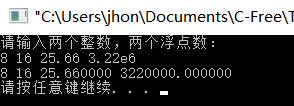 "C:\Users\jhon\Documents\C-Free\T
请输入两个整数，两个浮点数：
8 16 25.66 3.22e6
8 16 25.660000 3220000.000000
请按任意键继续. . .